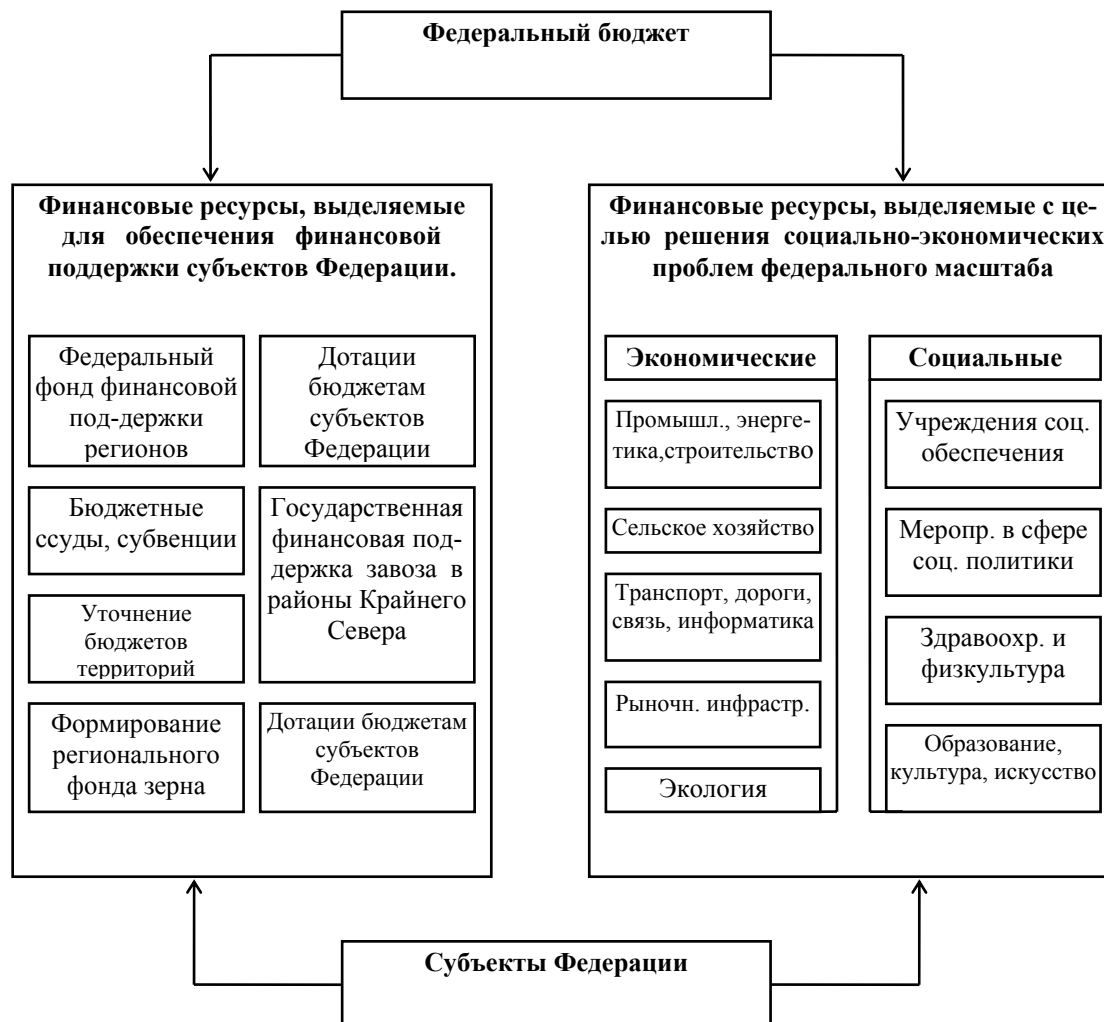 Федеральный бюджет
Финансовые ресурсы, выделяемые
для обеспечения финансовой
поддержки субъектов Федерации.
Федеральный
фонд финансовой
под-держки
регионов
Дотации
бюджетам
субъектов
Федерации
Бюджетные
ссуды, субвенции
Государственная
финансовая под-
держка завоза в
районы Крайнего
Севера
Уточнение
бюджетов
территорий
Формирование
регионального
фонда зерна
Дотации бюджетам
субъектов
Федерации
Финансовые ресурсы, выделяемые с це-
лью решения социально-экономических
проблем федерального масштаба
Экономические
Промышл., энерге-
тика,строительство
Сельское хозяйство
Транспорт, дороги,
связь, информатика
Рыночн. инфрастр.
Экология
Социальные
Учреждения соц.
обеспечения
Меропр. в сфере
соц. политики
Здравоохр. и
физкультура
Образование,
культура, искусство
Субъекты Федерации